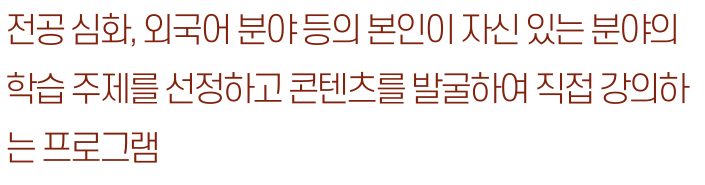 전공 심화, 외국어 분야 등의 본인이 자신 있는 분야의
학습 주제를 선정하고 콘텐츠를 발굴하여 직접 강의하
는 프로그램